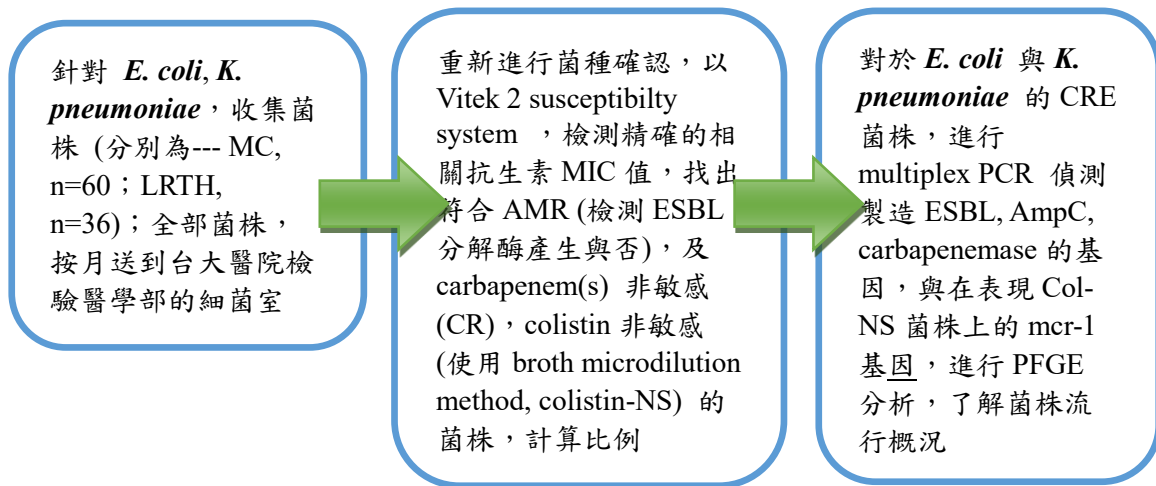 針對 E. coli, K.
pneumoniae，收集菌
株 (分別為--- MC,
n=60；LRTH,
n=36)；全部菌株，
按月送到台大醫院檢
驗醫學部的細菌室
重新進行菌種確認，以
Vitek 2 susceptibilty
system ，檢測精確的相
關抗生素 MIC 值，找出
符合 AMR (檢測 ESBL
分解酶產生與否)，及
carbapenem(s) 非敏感
(CR)，colistin 非敏感
(使用 broth microdilution
method, colistin-NS) 的
菌株，計算比例
對於 E. coli 與 K.
pneumoniae 的 CRE
菌株，進行
multiplex PCR 偵測
製造 ESBL, AmpC,
carbapenemase 的基
因，與在表現 Col-
NS 菌株上的 mcr-1
基因，進行 PFGE
分析，了解菌株流
行概況